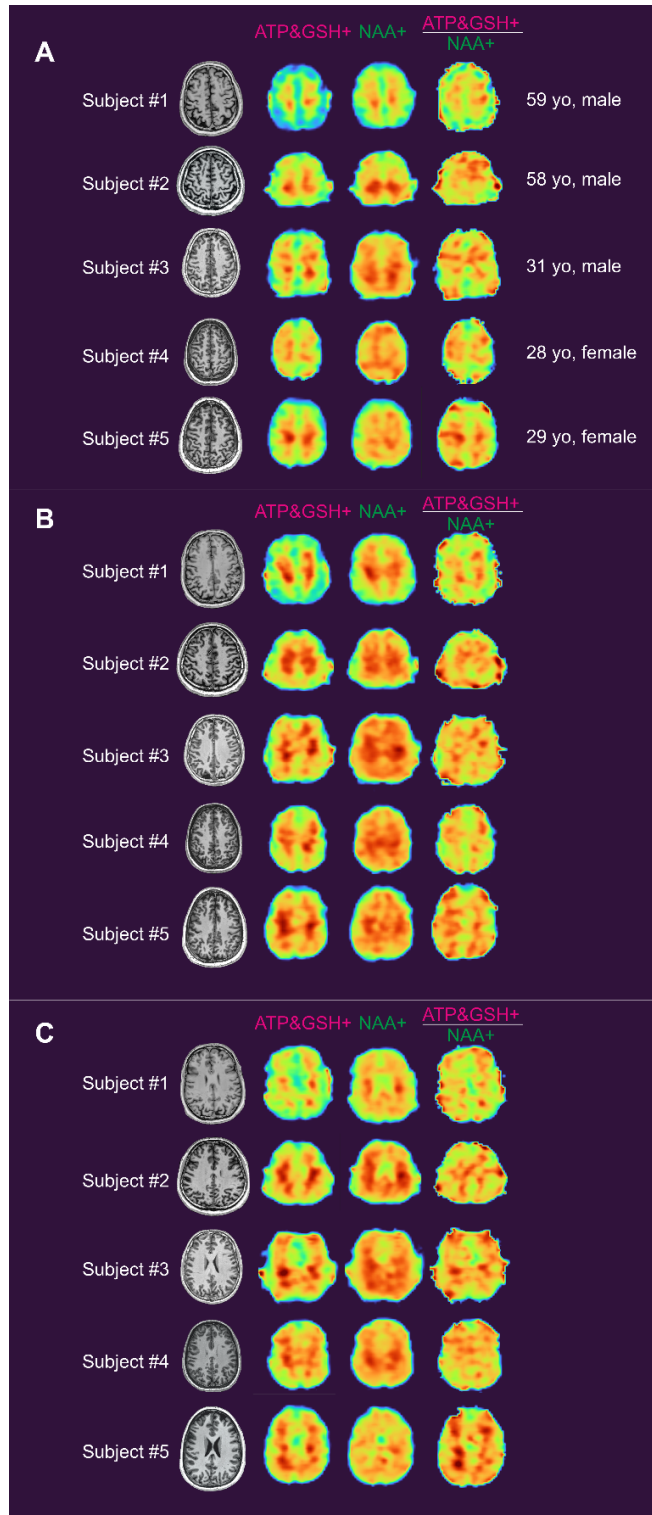 A
ATP&GSH+ NAA+ ATP&GSH+
NAA+
Subject #1 59 yo, male
Subject #2 58 yo, male
Subject #3 31 yo, male
Subject #4 28 yo, female
Subject #5 29 yo, female
B
ATP&GSH+ NAA+ ATP&GSH+
NAA+
Subject #1
Subject #2
Subject #3
Subject #4
Subject #5
C
ATP&GSH+ NAA+ ATP&GSH+
NAA+
Subject #1
Subject #2
Subject #3
Subject #4
Subject #5